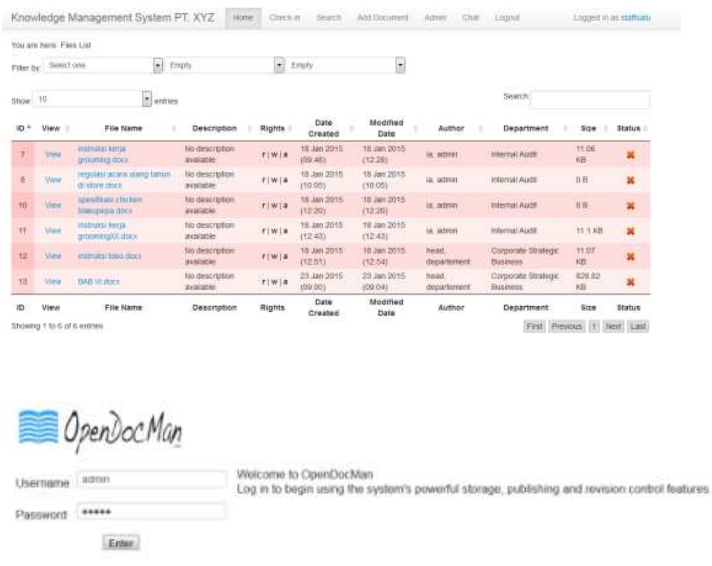 Knowledge Management System PT. XYZ Home Check-in Search Add Document Admin Chat Logout Logged in as staffsatu
You are here: Files List
Filter by: Select one Empty Empty
Show 10 entries Search:
ID View File Name Description Rights Date Created Modified Date Author Department Size Status
7 View instruksi kerja grooming.docx No description available r | w | a 18 Jan 2015 (09:48) 18 Jan 2015 (12:28) ia, admin Internal Audit 11.06 KB
8 View regulasi acara ulang tahun di store.docx No description available r | w | a 18 Jan 2015 (10:05) 18 Jan 2015 (10:05) ia, admin Internal Audit 0 B
10 View spesifikasi chicken No description available r | w | a 18 Jan 2015 (12:20) 18 Jan 2015 (12:20) ia, admin Internal Audit 0 B
11 View instruksi kerja No description available r | w | a 18 Jan 2015 (12:43) 18 Jan 2015 (12:43) ia, admin Internal Audit 11.1 KB
12 View instruksi toko.docx No description available r | w | a 18 Jan 2015 (12:51) 18 Jan 2015 (12:54) head, departement Corporate Strategic Business 11.07 KB
13 View BAB VI.docx No description available r | w | a 23 Jan 2015 (09:00) 23 Jan 2015 (09:04) head, departement Corporate Strategic Business 628.82 KB
ID View File Name Description Rights Date Created Modified Date Author Department Size Status
Showing 1 to 6 of 6 entries First Previous 1 Next Last
OpenDocMan
Username admin
Password *****
Enter
Welcome to OpenDocMan
Log in to begin using the system's powerful storage, publishing and revision control features